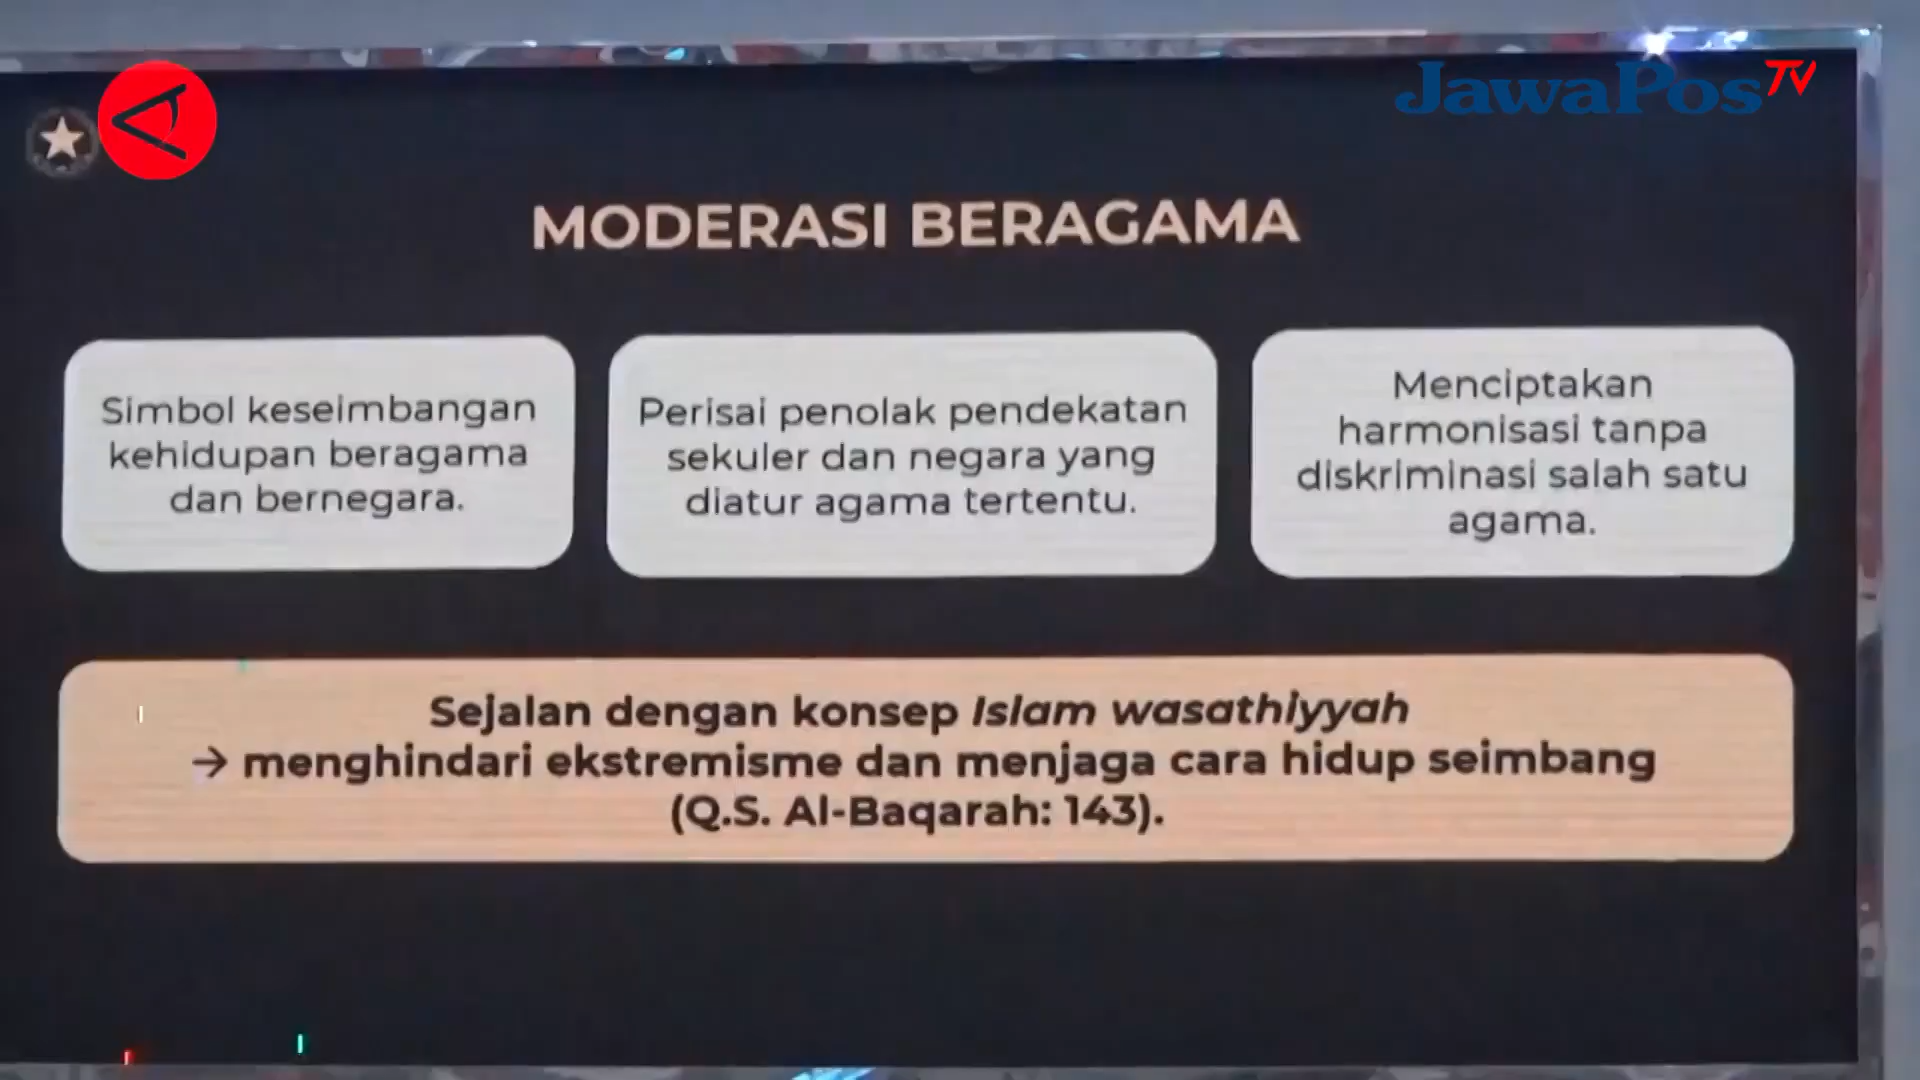 JawaPos TV
MODERASI BERAGAMA
Simbol keseimbangan
kehidupan beragama
dan bernegara.
Perisai penolak pendekatan
sekuler dan negara yang
diatur agama tertentu.
Menciptakan
harmonisasi tanpa
diskriminasi salah satu
agama.
Sejalan dengan konsep Islam wasathiyyah
→ menghindari ekstremisme dan menjaga cara hidup seimbang
(Q.S. Al-Baqarah: 143).